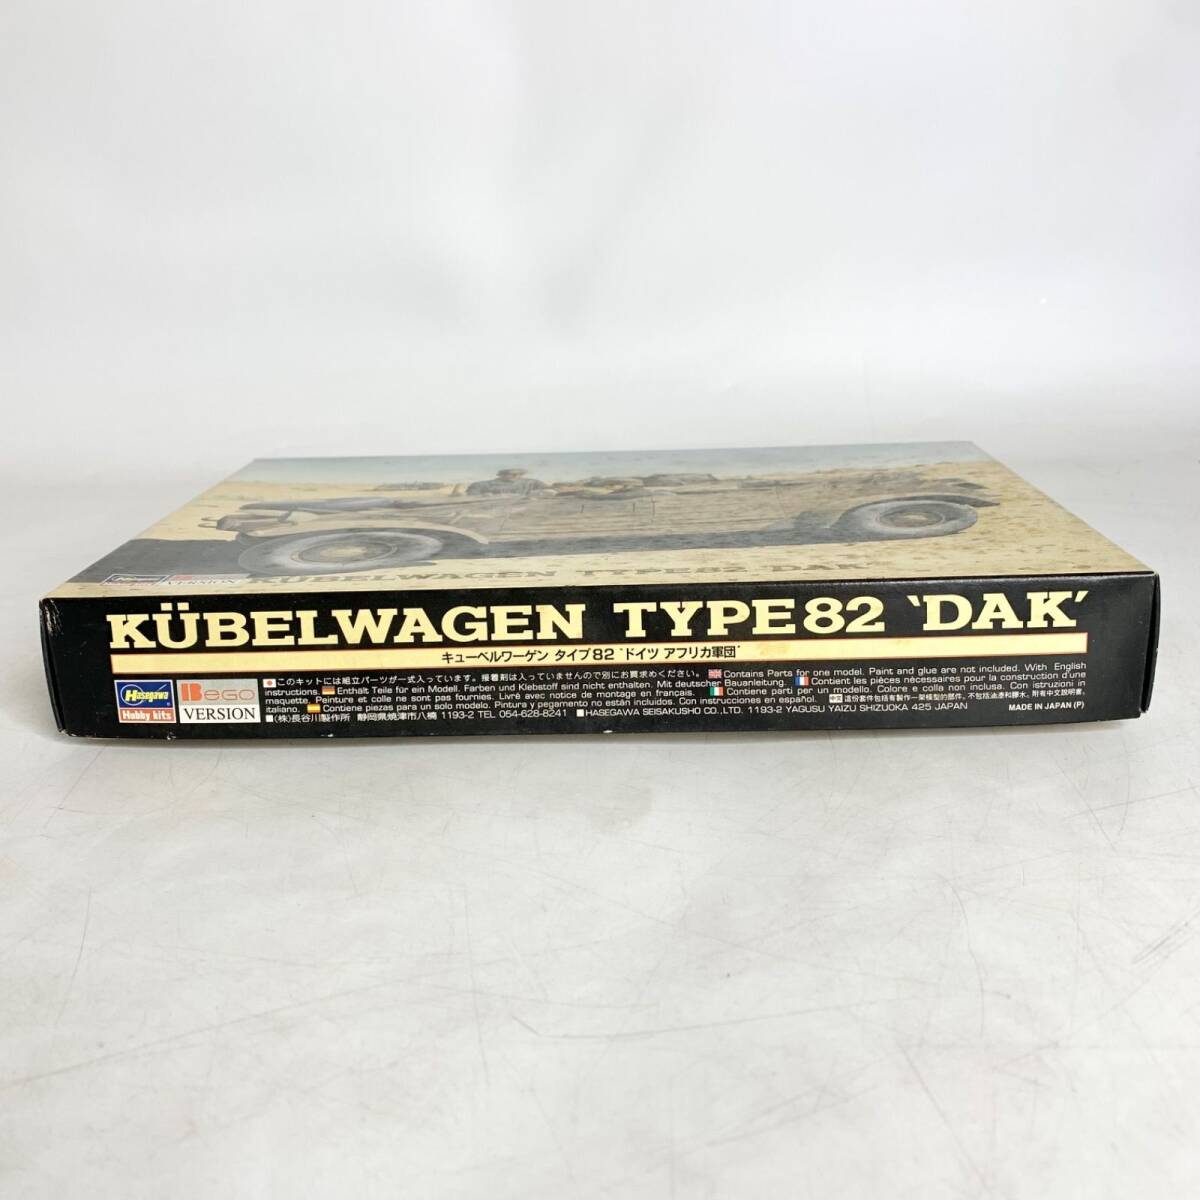 Hasegawa VERSION KÜBELWAGEN TYPE82 'DAK'
KÜBELWAGEN TYPE82 'DAK'
キューベルワーゲン タイプ82 "ドイツ アフリカ軍団"
Hasegawa
Hobby kits
BEGO
VERSION
このキットには組立パーツが一式入っています。接着剤は入っていませんので別にお買求めください。 Contains Parts for one model. Paint and glue are not included. With English
instructions. Enthält Teile für ein Modell. Farben und Klebstoff sind nicht enthalten. Mit deutscher Bauanleitung. Contient les pièces nécessaires pour la construction d'une
maquette. Peinture et colle ne sont pas fournies. Livré avec notice de montage en français. Contiene parti per un modello. Colore e colla non inclusa. Con istruzioni in
italiano. Contiene piezas para un solo modelo. Pintura y pegamento no están incluidos. Con instrucciones en español.
■(株)長谷川製作所 静岡県焼津市八楠 1193-2 TEL 054-628-8241 ■HASEGAWA SEISAKUSHO CO., LTD. 1193-2 YAGUSU YAIZU SHIZUOKA 425 JAPAN
MADE IN JAPAN (P)